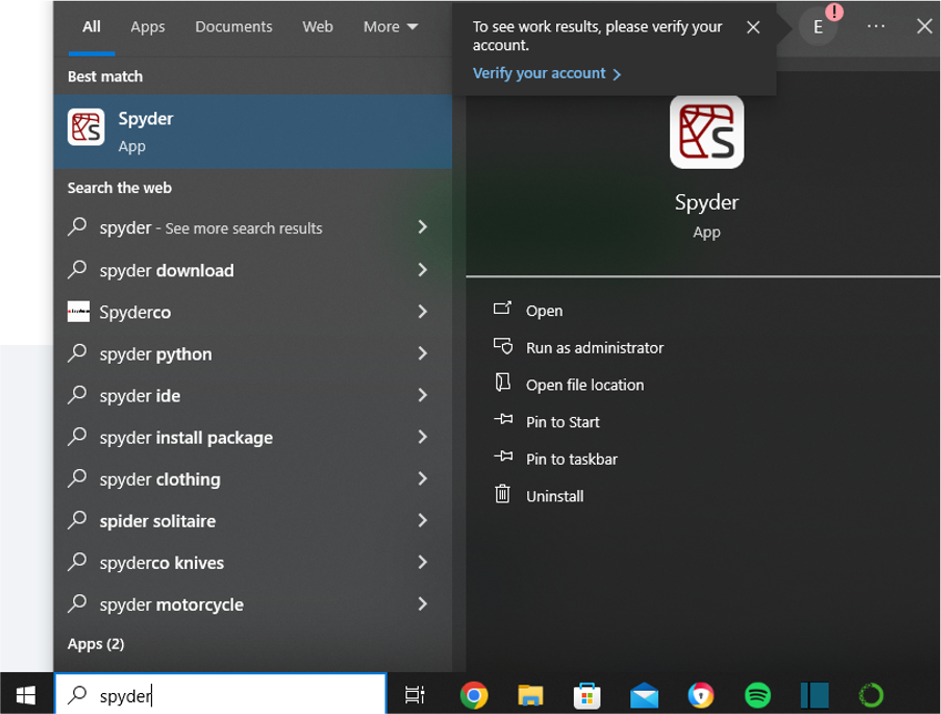 All Apps Documents Web More
To see work results, please verify your
account.
Verify your account
E
!
Best match
Spyder
App
Search the web
spyder - See more search results
spyder download
Spyderco
spyder python
spyder ide
spyder install package
spyder clothing
spider solitaire
spyderco knives
spyder motorcycle
Apps (2)
S
Spyder
App
Open
Run as administrator
Open file location
Pin to Start
Pin to taskbar
Uninstall
spyder